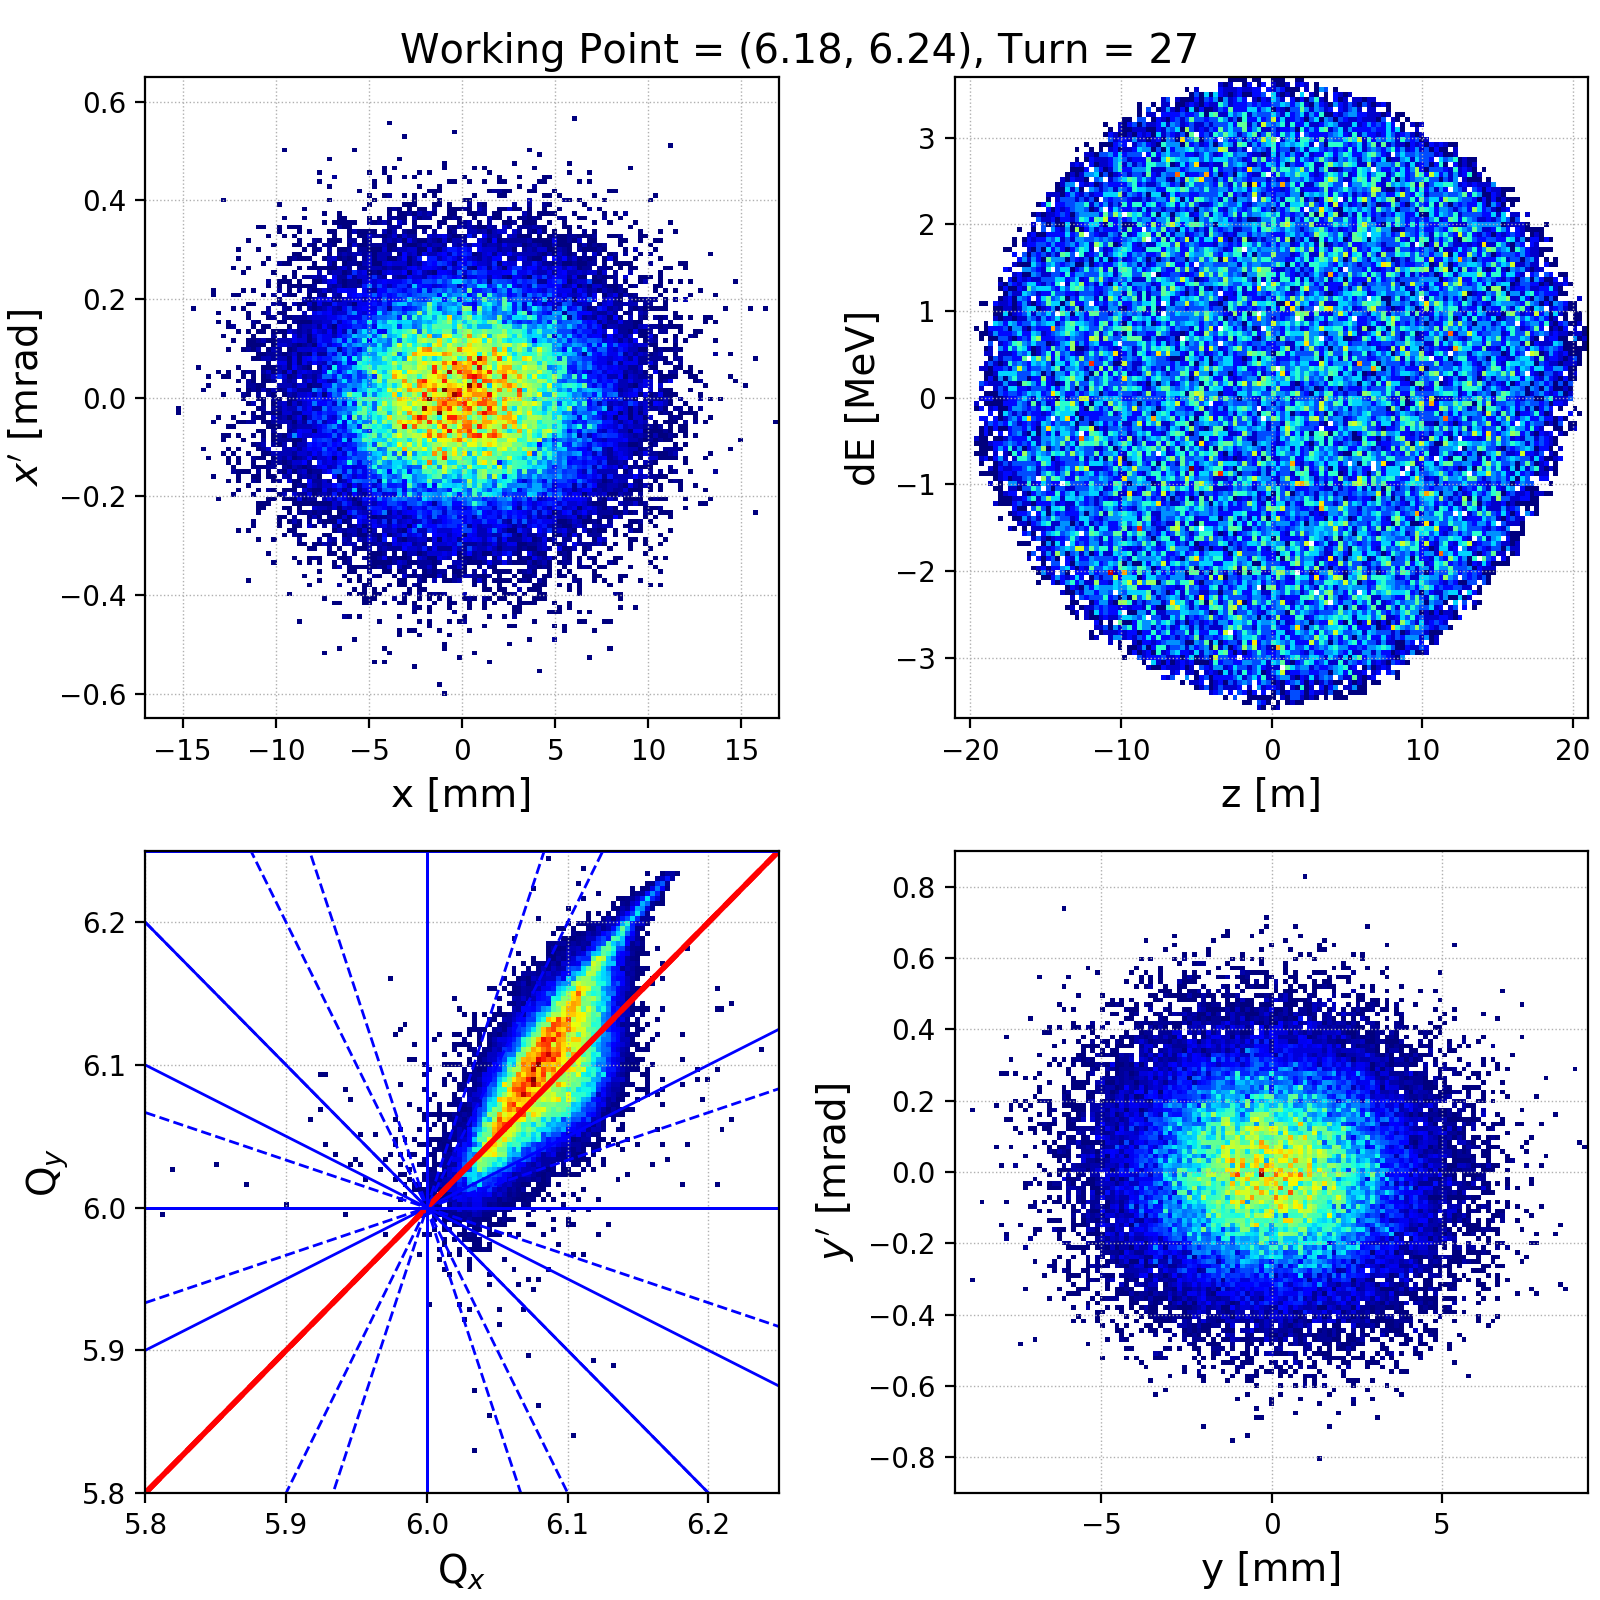 Working Point = (6.18, 6.24), Turn = 27
0.6
0.4
0.2
0.0
−0.2
−0.4
−0.6
x′ [mrad]
−15 −10 −5 0 5 10 15
x [mm]
3
2
1
0
−1
−2
−3
dE [MeV]
−20 −10 0 10 20
z [m]
6.2
6.1
6.0
5.9
5.8
Qy
5.8 5.9 6.0 6.1 6.2
Qx
0.8
0.6
0.4
0.2
0.0
−0.2
−0.4
−0.6
−0.8
y′ [mrad]
−5 0 5
y [mm]